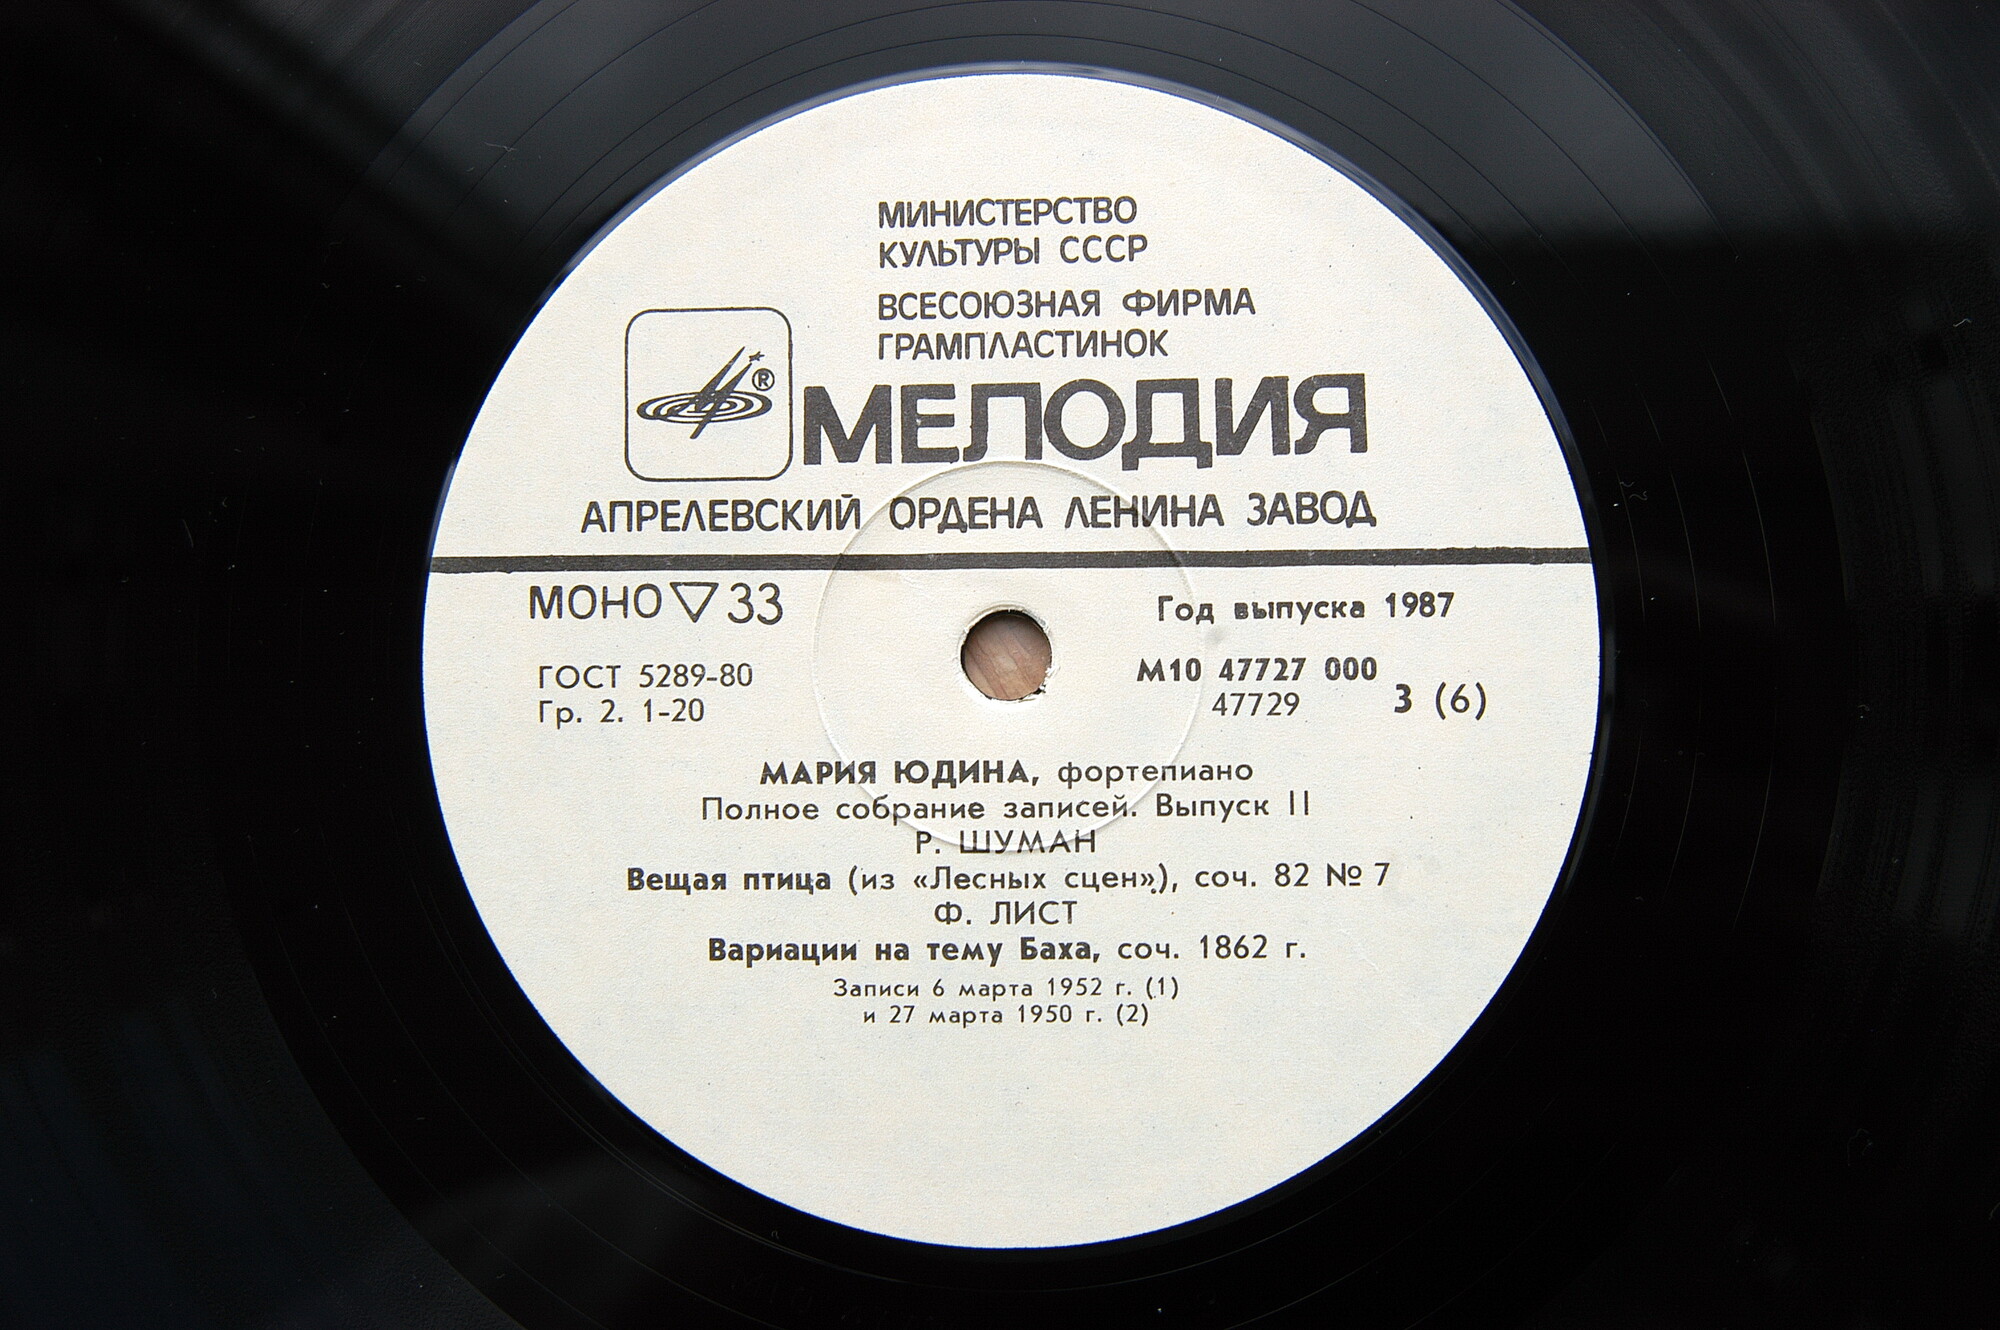 МИНИСТЕРСТВО
КУЛЬТУРЫ СССР
ВСЕСОЮЗНАЯ ФИРМА
ГРАМПЛАСТИНОК
®
МЕЛОДИЯ
АПРЕЛЕВСКИЙ ОРДЕНА ЛЕНИНА ЗАВОД
МОНО ▽ 33
Год выпуска 1987
ГОСТ 5289-80
Гр. 2. 1-20
М10 47727 000
47729
3 (6)
МАРИЯ ЮДИНА, фортепиано
Полное собрание записей. Выпуск II
Р. ШУМАН
Вещая птица (из «Лесных сцен»), соч. 82 № 7
Ф. ЛИСТ
Вариации на тему Баха, соч. 1862 г.
Записи 6 марта 1952 г. (1)
и 27 марта 1950 г. (2)